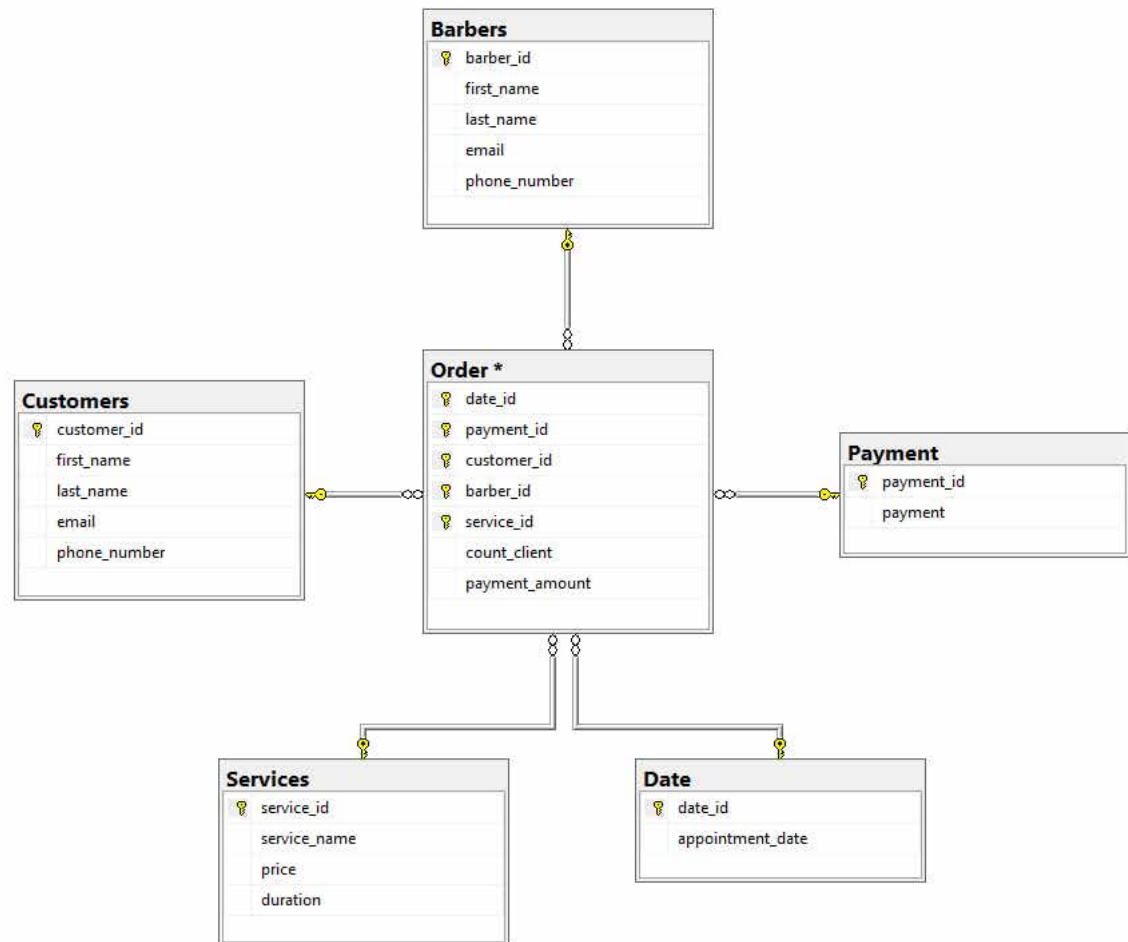 Barbers
barber_id
first_name
last_name
email
phone_number
Order *
date_id
payment_id
customer_id
barber_id
service_id
count_client
payment_amount
Customers
customer_id
first_name
last_name
email
phone_number
Payment
payment_id
payment
Services
service_id
service_name
price
duration
Date
date_id
appointment_date